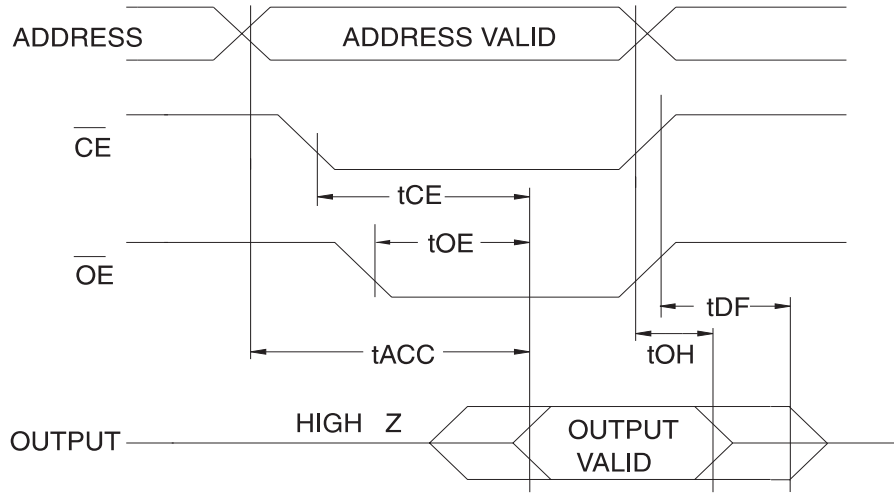 ADDRESS
ADDRESS VALID
CE
tCE
tOE
OE
tDF
tACC
tOH
HIGH Z
OUTPUT
OUTPUT
VALID